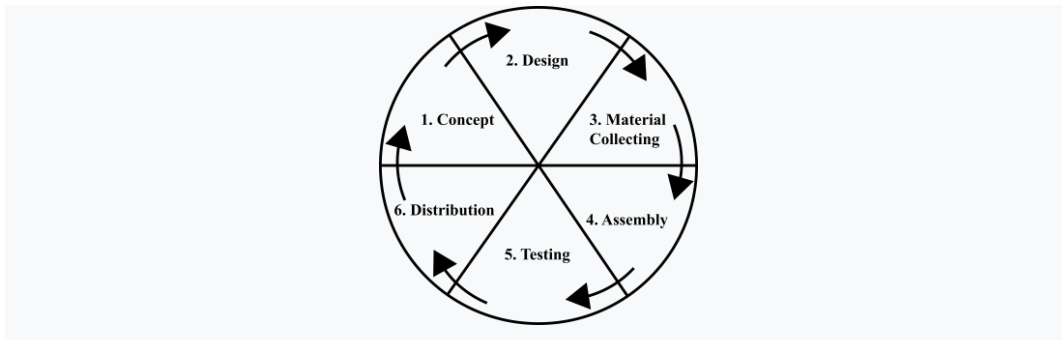 1. Concept
2. Design
3. Material
Collecting
4. Assembly
5. Testing
6. Distribution